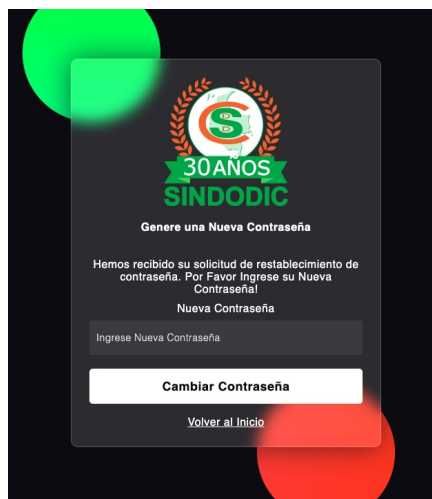 CS
30AÑOS
SINDODIC
Genere una Nueva Contraseña
Hemos recibido su solicitud de restablecimiento de
contraseña. Por Favor Ingrese su Nueva
Contraseña!
Nueva Contraseña
Ingrese Nueva Contraseña
Cambiar Contraseña
Volver al Inicio